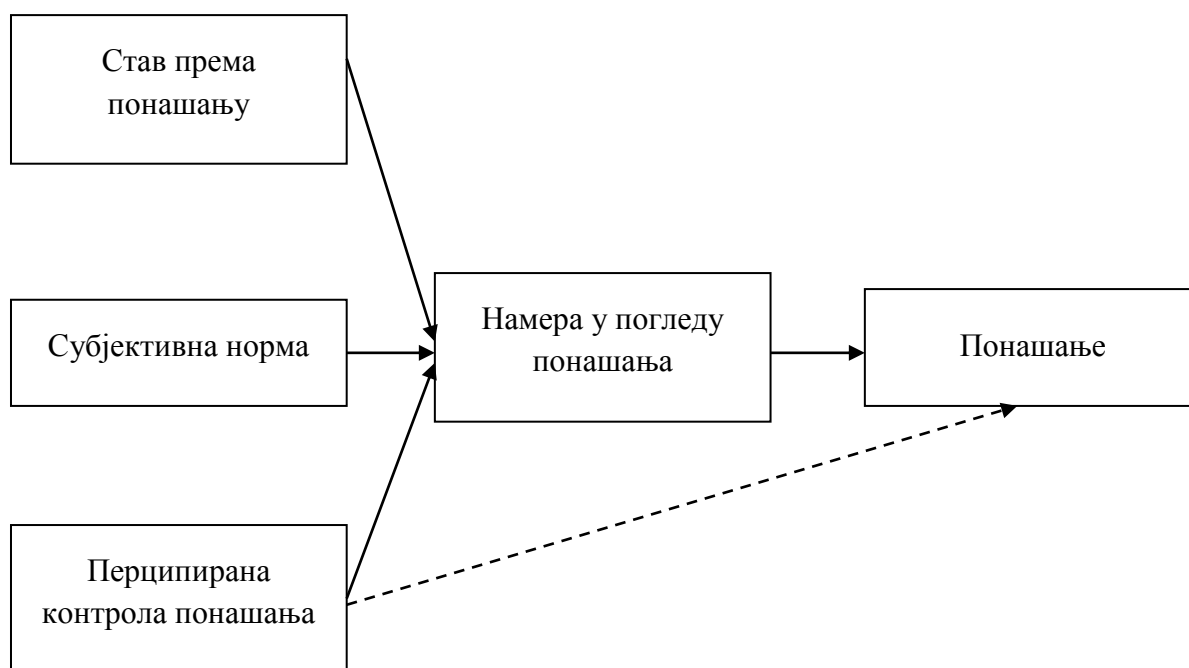 Став према
понашању
Субјективна норма
Намера у погледу
понашања
Понашање
Перципирана
контрола понашања